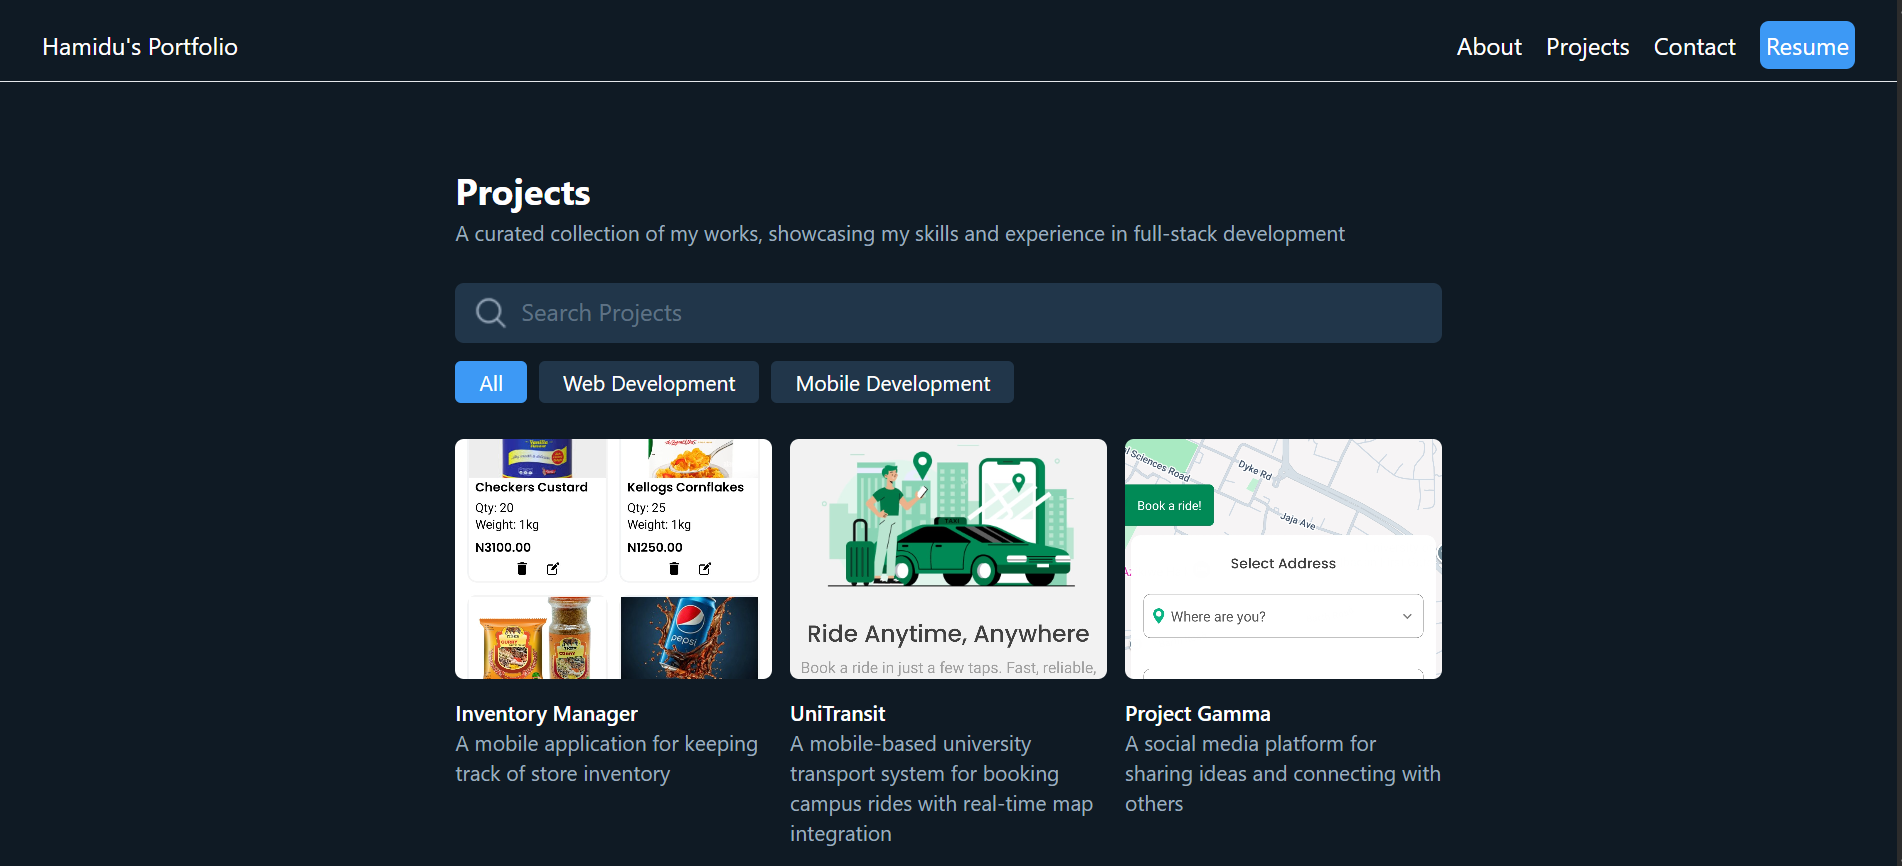 Hamidu's Portfolio
About Projects Contact Resume
Projects
A curated collection of my works, showcasing my skills and experience in full-stack development
Search Projects
All Web Development Mobile Development
Checkers Custard
Qty: 20
Weight: 1kg
N3100.00
Kellogs Cornflakes
Qty: 25
Weight: 1kg
N1250.00
pepsi
TAXI
Ride Anytime, Anywhere
Book a ride in just a few taps. Fast, reliable,
Sciences Road
Dyke Rd
Jaja Ave
Book a ride!
Select Address
Where are you?
Inventory Manager
A mobile application for keeping
track of store inventory
UniTransit
A mobile-based university
transport system for booking
campus rides with real-time map
integration
Project Gamma
A social media platform for
sharing ideas and connecting with
others